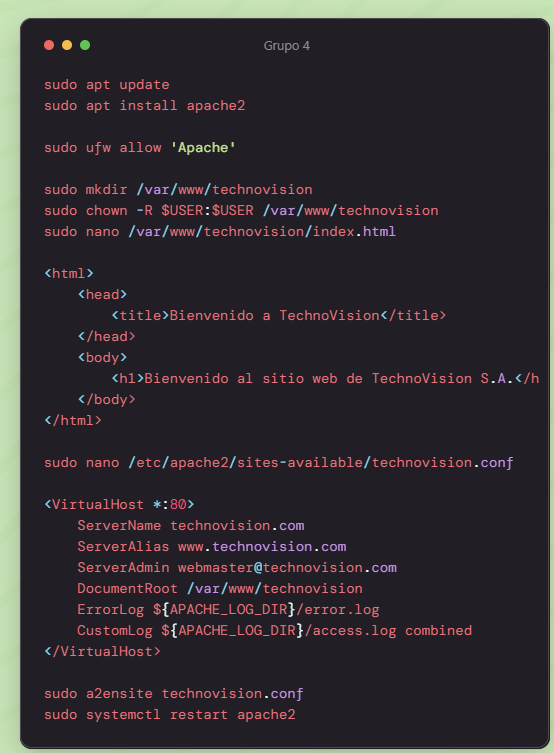 Grupo 4
sudo apt update
sudo apt install apache2
sudo ufw allow 'Apache'
sudo mkdir /var/www/technovision
sudo chown -R $USER:$USER /var/www/technovision
sudo nano /var/www/technovision/index.html
<html>
    <head>
        <title>Bienvenido a TechnoVision</title>
    </head>
    <body>
        <h1>Bienvenido al sitio web de TechnoVision S.A.</h
    </body>
</html>
sudo nano /etc/apache2/sites-available/technovision.conf
<VirtualHost *:80>
    ServerName technovision.com
    ServerAlias www.technovision.com
    ServerAdmin webmaster@technovision.com
    DocumentRoot /var/www/technovision
    ErrorLog ${APACHE_LOG_DIR}/error.log
    CustomLog ${APACHE_LOG_DIR}/access.log combined
</VirtualHost>
sudo a2ensite technovision.conf
sudo systemctl restart apache2